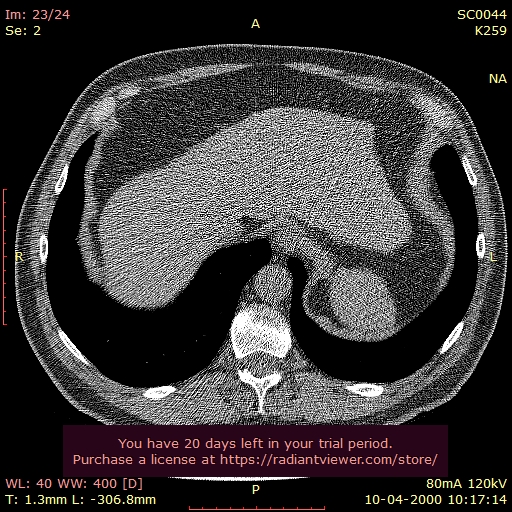 Im: 23/24
Se: 2
A
SC0044
K259
NA
R
L
You have 20 days left in your trial period.
Purchase a license at https://radiantviewer.com/store/
WL: 40 WW: 400 [D]
T: 1.3mm L: -306.8mm
P
80mA 120kV
10-04-2000 10:17:14